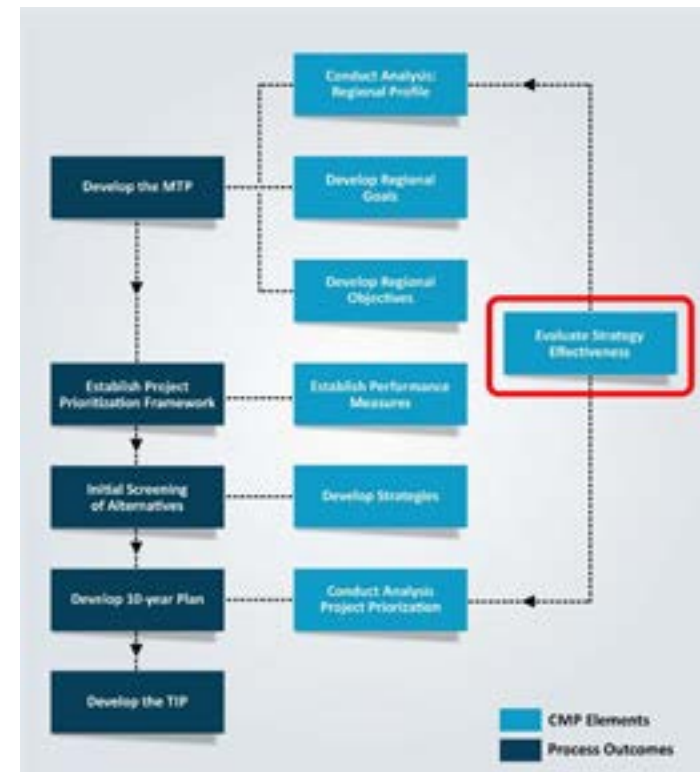 Conduct Analysis:
Regional Profile
Develop the MTP
Develop Regional
Goals
Develop Regional
Objectives
Evaluate Strategy
Effectiveness
Establish Project
Prioritization Framework
Establish Performance
Measures
Initial Screening
of Alternatives
Develop Strategies
Develop 10-year Plan
Conduct Analysis
Project Priorization
Develop the TIP
CMP Elements
Process Outcomes